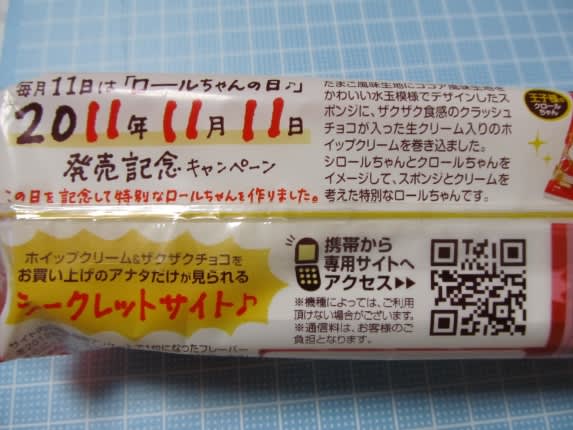 毎月11日は「ロールちゃんの日♪」
2011年11月11日
発売記念キャンペーン
この日を記念して特別なロールちゃんを作りました。
たまご風味生地にココア風味生地を
かわいい水玉模様でデザインしたス
ポンジに、ザクザク食感のクラッシュ
チョコが入った生クリーム入りのホ
イップクリームを巻き込みました。
シロールちゃんとクロールちゃんを
イメージして、スポンジとクリームを
考えた特別なロールちゃんです。
王子様の
クロール
ちゃん
ホイップクリーム&ザクザクチョコを
お買い上げのアナタだけが見られる
シークレットサイト♪
携帯から
専用サイトへ
アクセス▶▶
※機種によっては、ご利用
頂けない場合がございます。
※通信料は、お客様のご
負担となります。
になったフレーバー